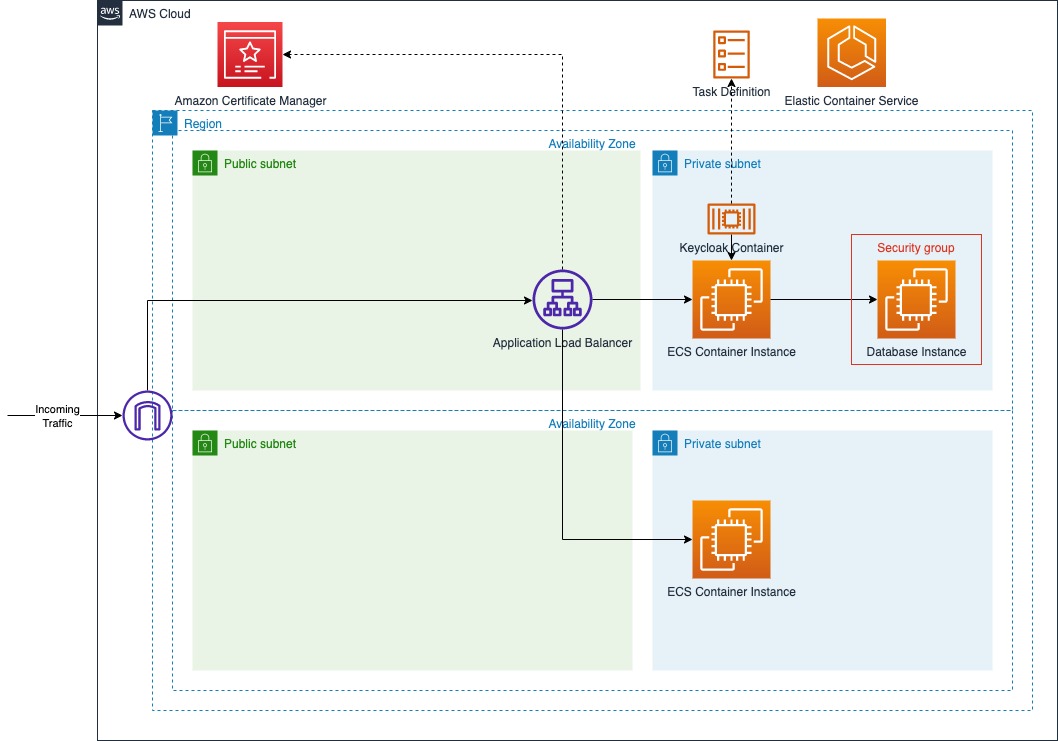 aws
AWS Cloud
Amazon Certificate Manager
Task Definition
Elastic Container Service
Region
Availability Zone
Public subnet
Private subnet
Keycloak Container
Security group
Application Load Balancer
ECS Container Instance
Database Instance
Incoming
Traffic
Availability Zone
Public subnet
Private subnet
ECS Container Instance